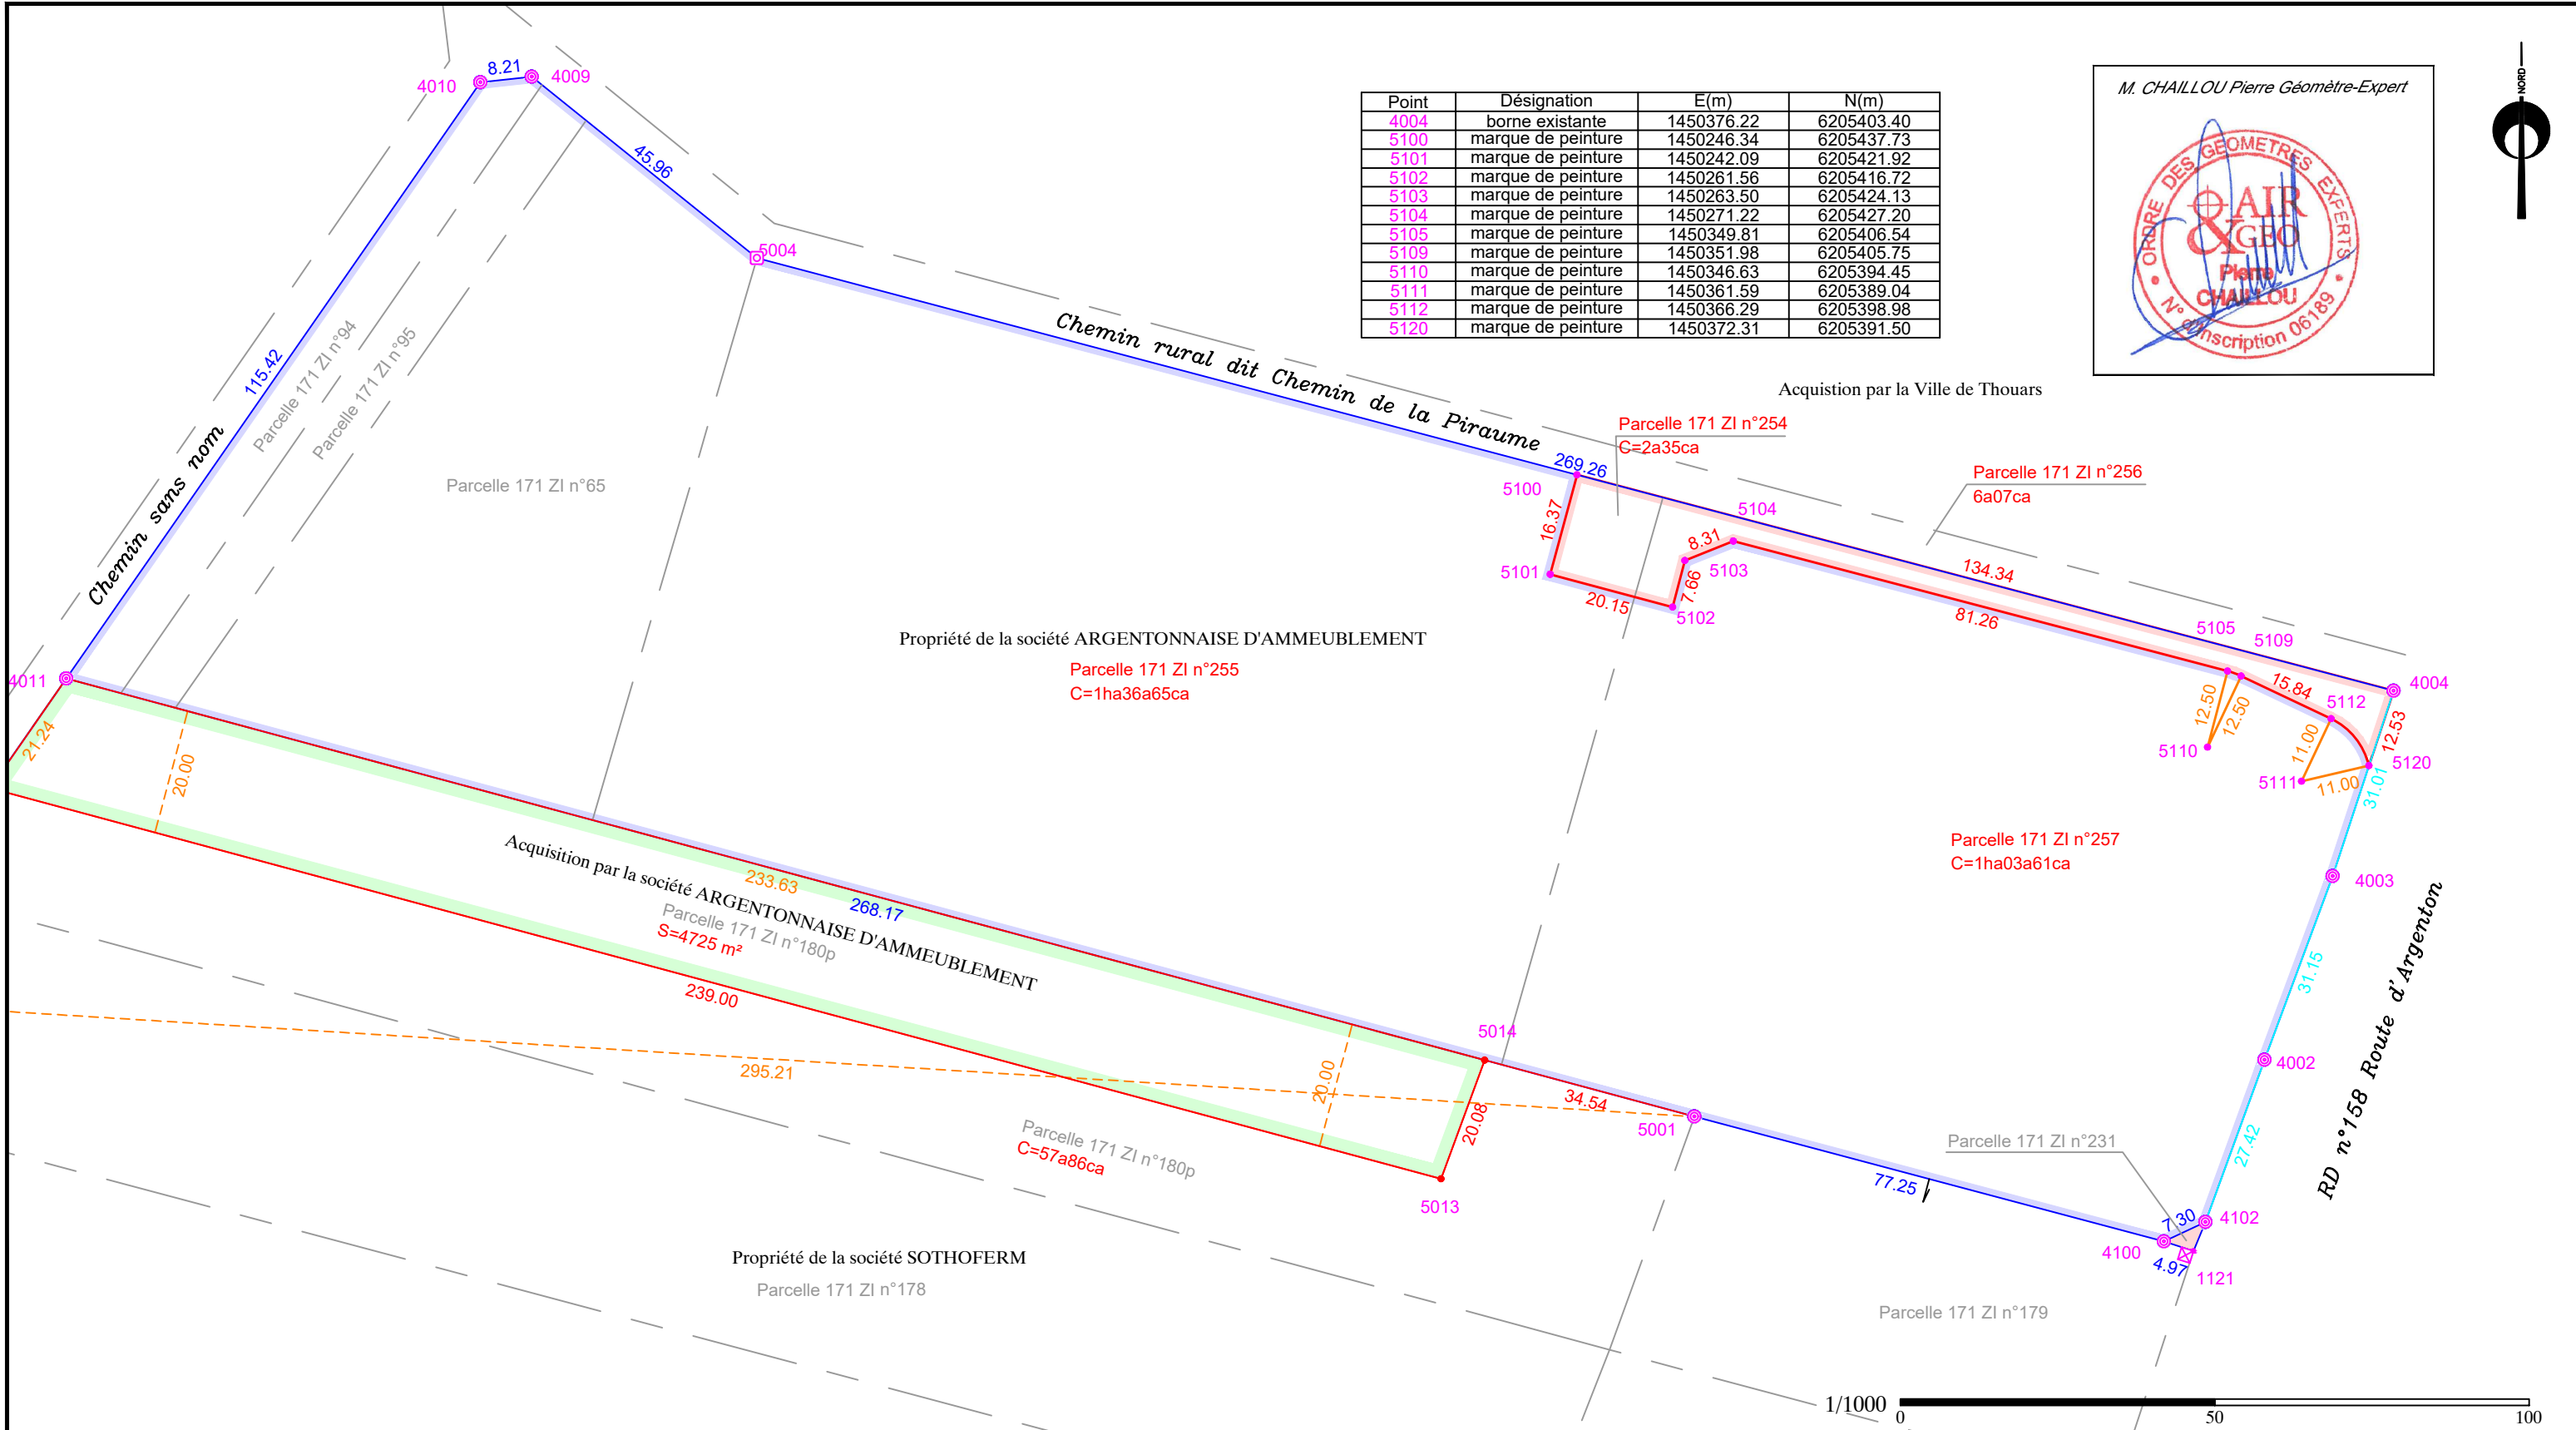 8.21
4009
4010
45.96
5004
115.42
Parcelle 171 ZI n°94
Parcelle 171 ZI n°95
Chemin sans nom
Parcelle 171 ZI n°65
Chemin rural dit Chemin de la Piraume
Point Désignation E(m) N(m)
4004 borne existante 1450376.22 6205403.40
5100 marque de peinture 1450246.34 6205437.73
5101 marque de peinture 1450242.09 6205421.92
5102 marque de peinture 1450261.56 6205416.72
5103 marque de peinture 1450263.50 6205424.13
5104 marque de peinture 1450271.22 6205427.20
5105 marque de peinture 1450349.81 6205406.54
5109 marque de peinture 1450351.98 6205405.75
5110 marque de peinture 1450346.63 6205394.45
5111 marque de peinture 1450361.59 6205389.04
5112 marque de peinture 1450366.29 6205398.98
5120 marque de peinture 1450372.31 6205391.50
M. CHAILLOU Pierre Géomètre-Expert
ORDRE DES GEOMETRES EXPERTS
AIR
& GEO
Pierre
CHAILLOU
N° d'inscription 06189
NORD
Acquistion par la Ville de Thouars
Parcelle 171 ZI n°254
C=2a35ca
Parcelle 171 ZI n°256
6a07ca
269.26
5100
16.37
5101
20.15
5102
7.66
8.31
5103
5104
134.34
81.26
5105
5109
4004
15.84
5112
12.50
12.50
5110
11.00
5111
11.00
12.53
5120
31.01
4003
Propriété de la société ARGENTONNAISE D'AMMEUBLEMENT
Parcelle 171 ZI n°255
C=1ha36a65ca
Parcelle 171 ZI n°257
C=1ha03a61ca
4011
21.24
20.00
Acquisition par la société ARGENTONNAISE D'AMMEUBLEMENT
233.63
268.17
Parcelle 171 ZI n°180p
S=4725 m²
239.00
295.21
20.00
5014
20.08
34.54
5001
5013
Parcelle 171 ZI n°180p
C=57a86ca
31.15
4002
RD n°158 Route d'Argenton
27.42
Parcelle 171 ZI n°231
77.25
7.30
4102
4100
4.97
1121
Propriété de la société SOTHOFERM
Parcelle 171 ZI n°178
Parcelle 171 ZI n°179
1/1000
0 50 100